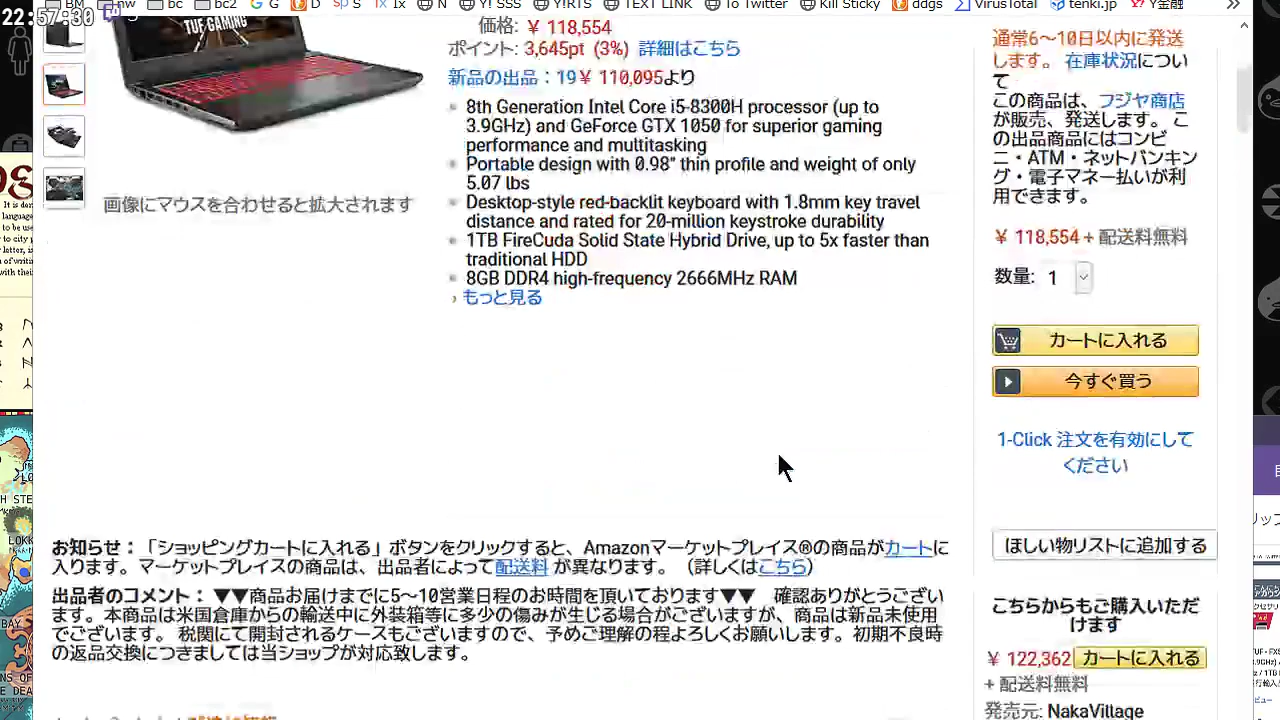 22:57:30
BM nw bc bc2 G D S Ix N Y! SSS Y!RTS TEXT LINK To Twitter Kill Sticky ddgs VirusTotal tenki.jp Y金融
TUF GAMING
画像にマウスを合わせると拡大されます
価格: ¥ 118,554
ポイント: 3,645pt (3%) 詳細はこちら
新品の出品:19¥ 110,095より
8th Generation Intel Core i5-8300H processor (up to
3.9GHz) and GeForce GTX 1050 for superior gaming
performance and multitasking
Portable design with 0.98" thin profile and weight of only
5.07 lbs
Desktop-style red-backlit keyboard with 1.8mm key travel
distance and rated for 20-million keystroke durability
1TB FireCuda Solid State Hybrid Drive, up to 5x faster than
traditional HDD
8GB DDR4 high-frequency 2666MHz RAM
› もっと見る
通常6~10日以内に発送
します。 在庫状況につい
て
この商品は、フジヤ商店
が販売、発送します。 こ
の出品商品にはコンビ
ニ・ATM・ネットバンキン
グ・電子マネー払いが利
用できます。
¥ 118,554 + 配送料無料
数量: 1
カートに入れる
今すぐ買う
1-Click 注文を有効にして
ください
ほしい物リストに追加する
こちらからもご購入いただ
けます
¥ 122,362 カートに入れる
+ 配送料無料
発売元: NakaVillage
お知らせ: 「ショッピングカートに入れる」ボタンをクリックすると、Amazonマーケットプレイス®の商品がカートに
入ります。マーケットプレイスの商品は、出品者によって配送料 が異なります。 (詳しくはこちら)
出品者のコメント: ▼▼商品お届けまでに5~10営業日程のお時間を頂いております▼▼ 確認ありがとうござい
ます。本商品は米国倉庫からの輸送中に外装箱等に多少の傷みが生じる場合がございますが、商品は新品未使用
でございます。 税関にて開封されるケースもございますので、予めご理解の程よろしくお願いします。初期不良時
の返品交換につきましては当ショップが対応致します。